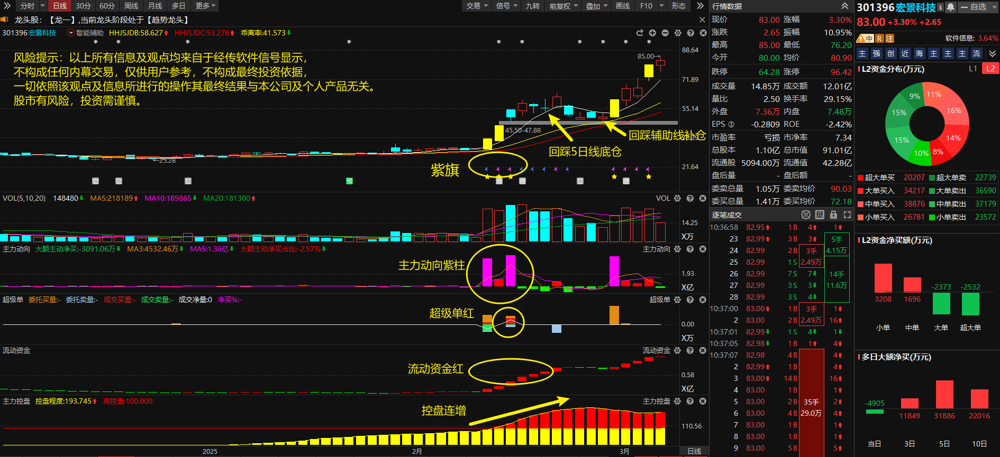 分时 日线 30分 60分 周线 月线 多日 更多 交易 信号 九转 前复权 叠加 画线 F10 形态
龙头股：【龙一】,当前龙头阶段处于【趋势龙头】
301396 宏景科技 智能辅助 HHJSJDB:58.627 HHJSJDC:53.276 乖离率:41.573
风险提示：以上所有信息及观点均来自于经传软件信号显示，
不构成任何内幕交易，仅供用户参考，不构成最终投资依据，
一切依照该观点及信息所进行的操作其最终结果与本公司及个人产品无关。
股市有风险，投资需谨慎。
85.00→
88.64
71.89
55.14
38.39
21.64
45.50-47.88
←25.28
回踩辅助线补仓
回踩5日线底仓
紫旗
它 它 它 预 提 提 它 提
VOL(5,10,20) 148480 MA5:218189 MA10:189865 MA20:181300 VOL
14.25
X万
主力动向 大额主动净买:-3091.06万 MA3:4532.46万 MA5:1.36亿 大额主动净买占比:-2.57% 主力动向
主力动向紫柱
1.93
X亿
超级单 委托买量:- 委托卖量:- 成交买量:- 成交卖量:- 成交净量:0 净买%:- 超级单
超级单红
0.00
X万
流动资金 流动资金
流动资金红
0.58
X亿
主力控盘 控盘程度:193.745 高控盘:100.000 主力控盘
控盘连增
110.56
2025 2月 3月 日线
行情数据
现价 83.00 涨幅 3.30%
涨跌 2.65 振幅 10.95%
最高 85.00 最低 76.20
今开 80.00 均价 80.90
跌停 64.28 涨停 96.42
成交量 14.85万 成交额 12.01亿
量比 2.50 换手率 29.15%
外盘 7.36万 内盘 7.48万
EPS ③ -0.2809 ROE -2.42%
市盈率 亏损 市净率 7.34
总股本 1.10亿 总市值 91.01亿
流通股 5094.00万 流通值 42.28亿
盘后量 - 盘后额 -
委卖总量 1.05万 委卖均价 90.03
委买总量 1.41万 委买均价 72.18
逐笔成交
10:36:58 82.95 1 B 4 1
23 82.99 3 B 3 5手
24 82.99 2 B 3手 4.15万
25 82.99 1 S 2.49万
26 82.99 7 S 7 14手
27 82.99 3 S 3 11.6万
28 82.99 3 S 4
10:37:00 83.00 1 B 3手 1
2 83.00 2 B 2.49万 16
10:37:01 82.99 1 S 4 1
10:37:05 82.98 1 B 1 4
10:37:07 82.98 4 B 4
2 82.99 1 B 4
3 83.00 14 B 16
4 83.00 1 B 1
5 83.00 2 B 35手 2
6 83.00 4 B 29.0万 4
7 83.00 1 B 1
8 83.00 1 B 1
9 83.00 5 B 5
301396 宏景科技 自选
83.00 +3.30% +2.65
中 R 注 软件信息: 3.64%
主 强 创 近 海 主 主 主 流
L2资金分布(万元) L1 L2
9% 11%
15% 16%
15% 14%
10% 8%
超大单买 20207 超大单卖 22739
大单买入 34217 大单卖出 36590
中单买入 38876 中单卖出 37179
小单买入 26781 小单卖出 23572
L2资金净买额(万元)
3208 1696 -2373 -2532
小单 中单 大单 超大单
多日大额净买(万元)
-4905 11849 31886 22016
当日 3日 5日 10日